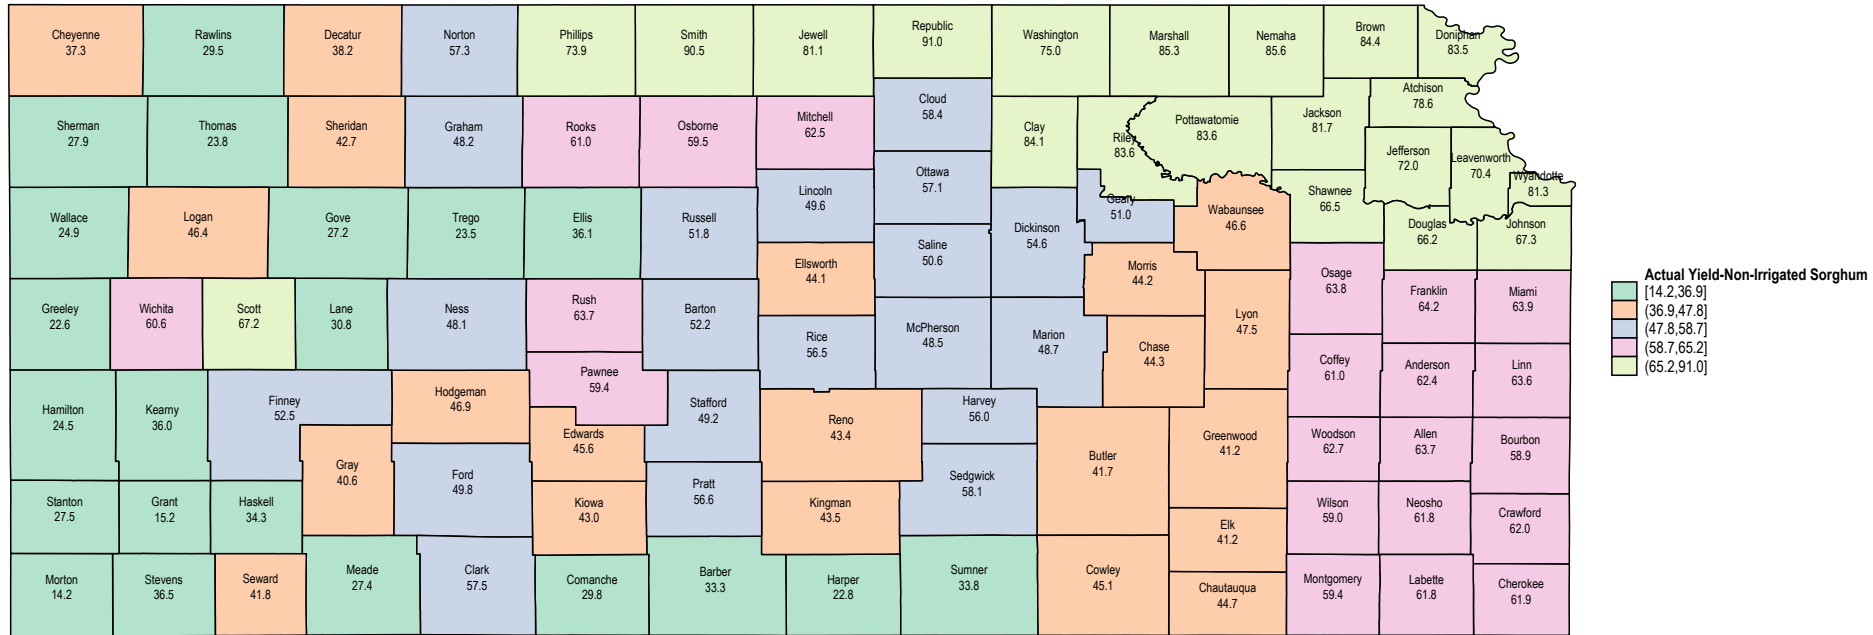 Cheyenne
37.3
Rawlins
29.5
Decatur
38.2
Norton
57.3
Phillips
73.9
Smith
90.5
Jewell
81.1
Republic
91.0
Washington
75.0
Marshall
85.3
Nemaha
85.6
Brown
84.4
Doniphan
83.5
Atchison
78.6
Sherman
27.9
Thomas
23.8
Sheridan
42.7
Graham
48.2
Rooks
61.0
Osborne
59.5
Mitchell
62.5
Cloud
58.4
Clay
84.1
Riley
83.6
Pottawatomie
83.6
Jackson
81.7
Jefferson
72.0
Leavenworth
70.4
Wyandotte
81.3
Wallace
24.9
Logan
46.4
Gove
27.2
Trego
23.5
Ellis
36.1
Russell
51.8
Lincoln
49.6
Ottawa
57.1
Saline
50.6
Dickinson
54.6
Geary
51.0
Wabaunsee
46.6
Shawnee
66.5
Douglas
66.2
Johnson
67.3
Ellsworth
44.1
Morris
44.2
Osage
63.8
Franklin
64.2
Miami
63.9
Greeley
22.6
Wichita
60.6
Scott
67.2
Lane
30.8
Ness
48.1
Rush
63.7
Barton
52.2
Rice
56.5
McPherson
48.5
Marion
48.7
Chase
44.3
Lyon
47.5
Coffey
61.0
Anderson
62.4
Linn
63.6
Actual Yield-Non-Irrigated Sorghum
[14.2,36.9]
(36.9,47.8]
(47.8,58.7]
(58.7,65.2]
(65.2,91.0]
Hamilton
24.5
Kearny
36.0
Finney
52.5
Hodgeman
46.9
Pawnee
59.4
Stafford
49.2
Reno
43.4
Harvey
56.0
Edwards
45.6
Gray
40.6
Ford
49.8
Pratt
56.6
Sedgwick
58.1
Butler
41.7
Greenwood
41.2
Woodson
62.7
Allen
63.7
Bourbon
58.9
Stanton
27.5
Grant
15.2
Haskell
34.3
Kiowa
43.0
Kingman
43.5
Elk
41.2
Wilson
59.0
Neosho
61.8
Crawford
62.0
Morton
14.2
Stevens
36.5
Seward
41.8
Meade
27.4
Clark
57.5
Comanche
29.8
Barber
33.3
Harper
22.8
Sumner
33.8
Cowley
45.1
Chautauqua
44.7
Montgomery
59.4
Labette
61.8
Cherokee
61.9